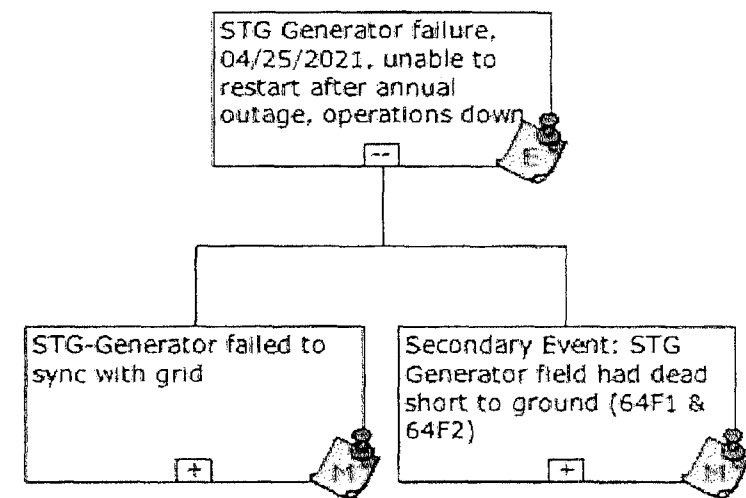 STG Generator failure,
04/25/2021, unable to
restart after annual
outage, operations down
E
--
STG-Generator failed to
sync with grid
M
+
Secondary Event: STG
Generator field had dead
short to ground (64F1 &
64F2)
M
+